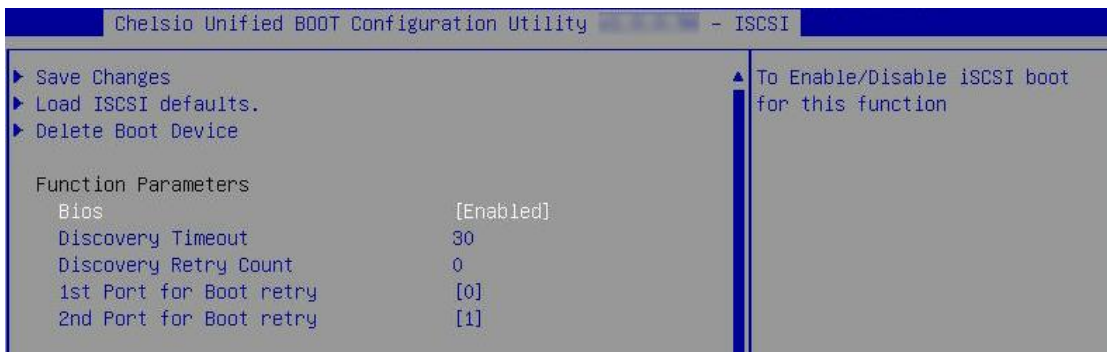 Chelsio Unified BOOT Configuration Utility - ISCSI
Save Changes
Load ISCSI defaults.
Delete Boot Device
Function Parameters
Bios [Enabled]
Discovery Timeout 30
Discovery Retry Count 0
1st Port for Boot retry [0]
2nd Port for Boot retry [1]
To Enable/Disable iSCSI boot
for this function